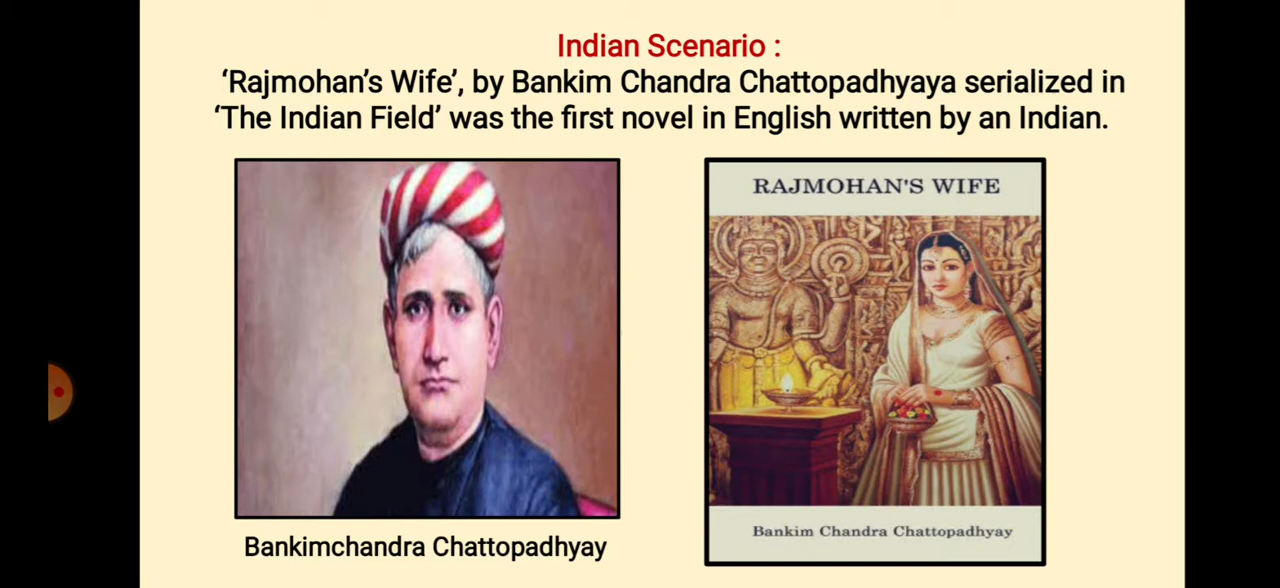 Indian Scenario :
‘Rajmohan’s Wife’, by Bankim Chandra Chattopadhyaya serialized in
‘The Indian Field’ was the first novel in English written by an Indian.
RAJMOHAN'S WIFE
Bankim Chandra Chattopadhyay
Bankimchandra Chattopadhyay